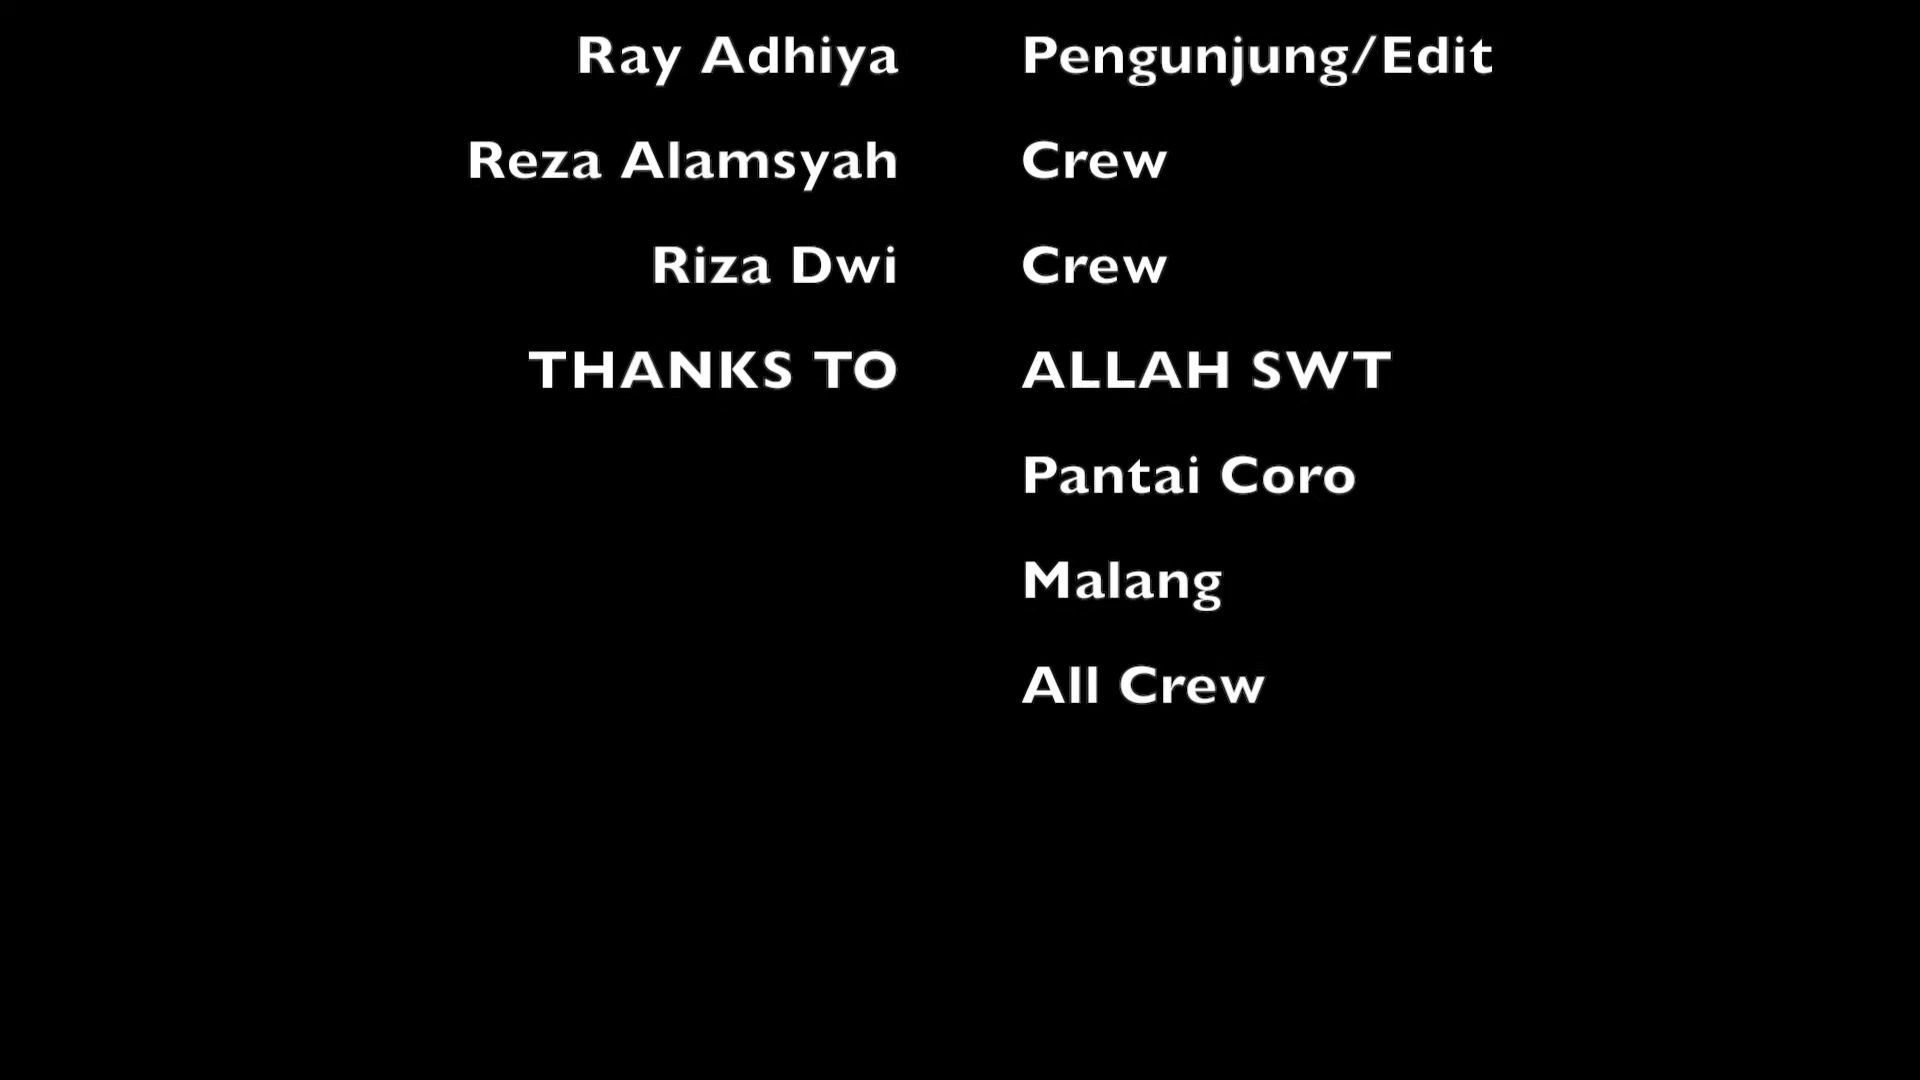 Ray Adhiya Pengunjung/Edit
Reza Alamsyah Crew
Riza Dwi Crew
THANKS TO ALLAH SWT
Pantai Coro
Malang
All Crew